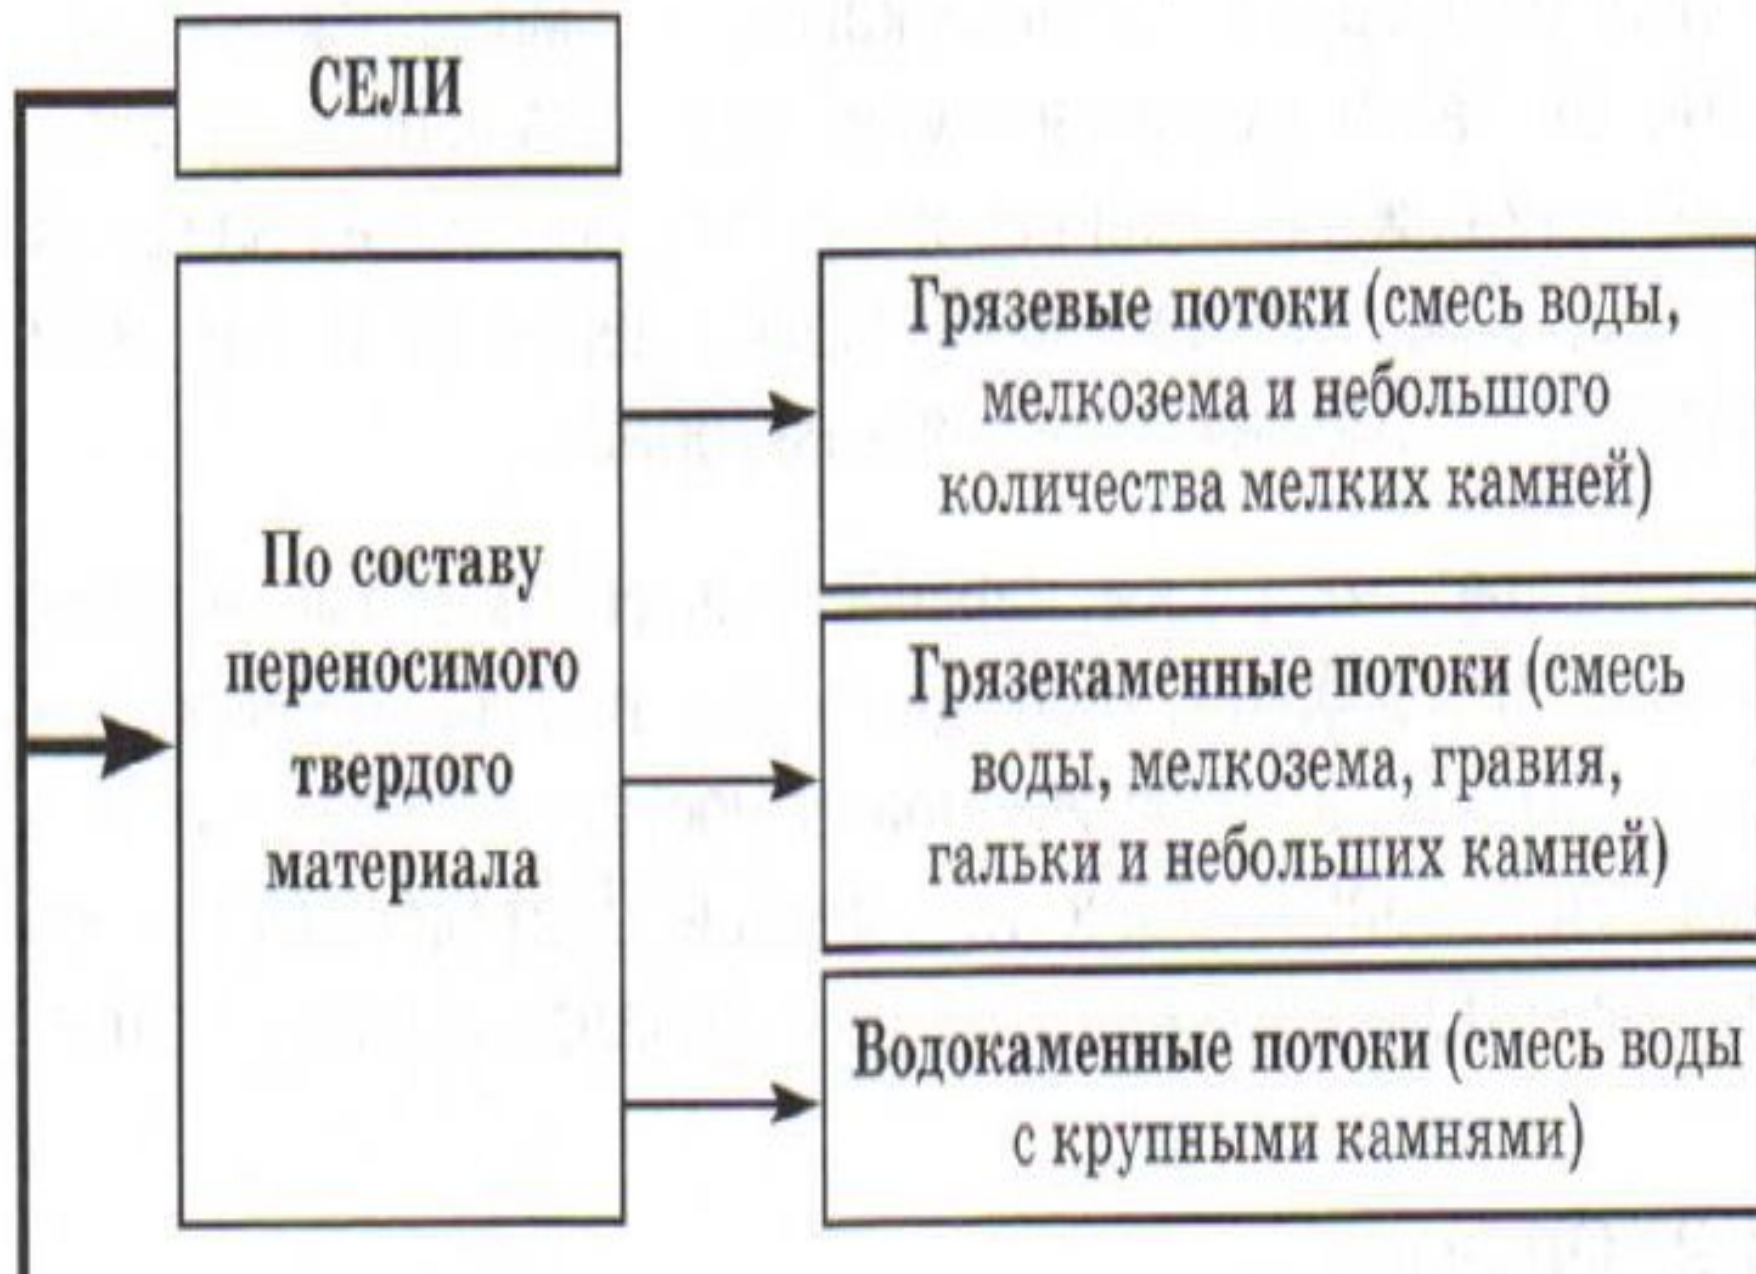 СЕЛИ
По составу
переносимого
твердого
материала
Грязевые потоки (смесь воды,
мелкозема и небольшого
количества мелких камней)
Грязекаменные потоки (смесь
воды, мелкозема, гравия,
гальки и небольших камней)
Водокаменные потоки (смесь воды
с крупными камнями)